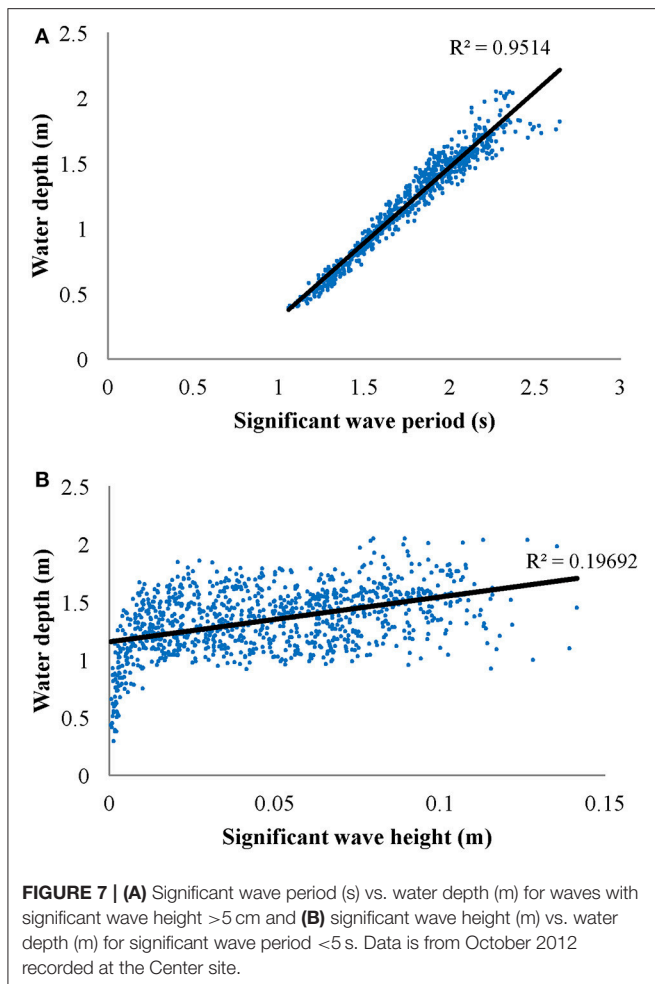 A
R² = 0.9514
2.5
2
1.5
1
0.5
0
Water depth (m)
0 0.5 1 1.5 2 2.5 3
Significant wave period (s)
B
R² = 0.19692
2.5
2
1.5
1
0.5
0
Water depth (m)
0 0.05 0.1 0.15
Significant wave height (m)
FIGURE 7 | (A) Significant wave period (s) vs. water depth (m) for waves with
significant wave height >5 cm and (B) significant wave height (m) vs. water
depth (m) for significant wave period <5 s. Data is from October 2012
recorded at the Center site.